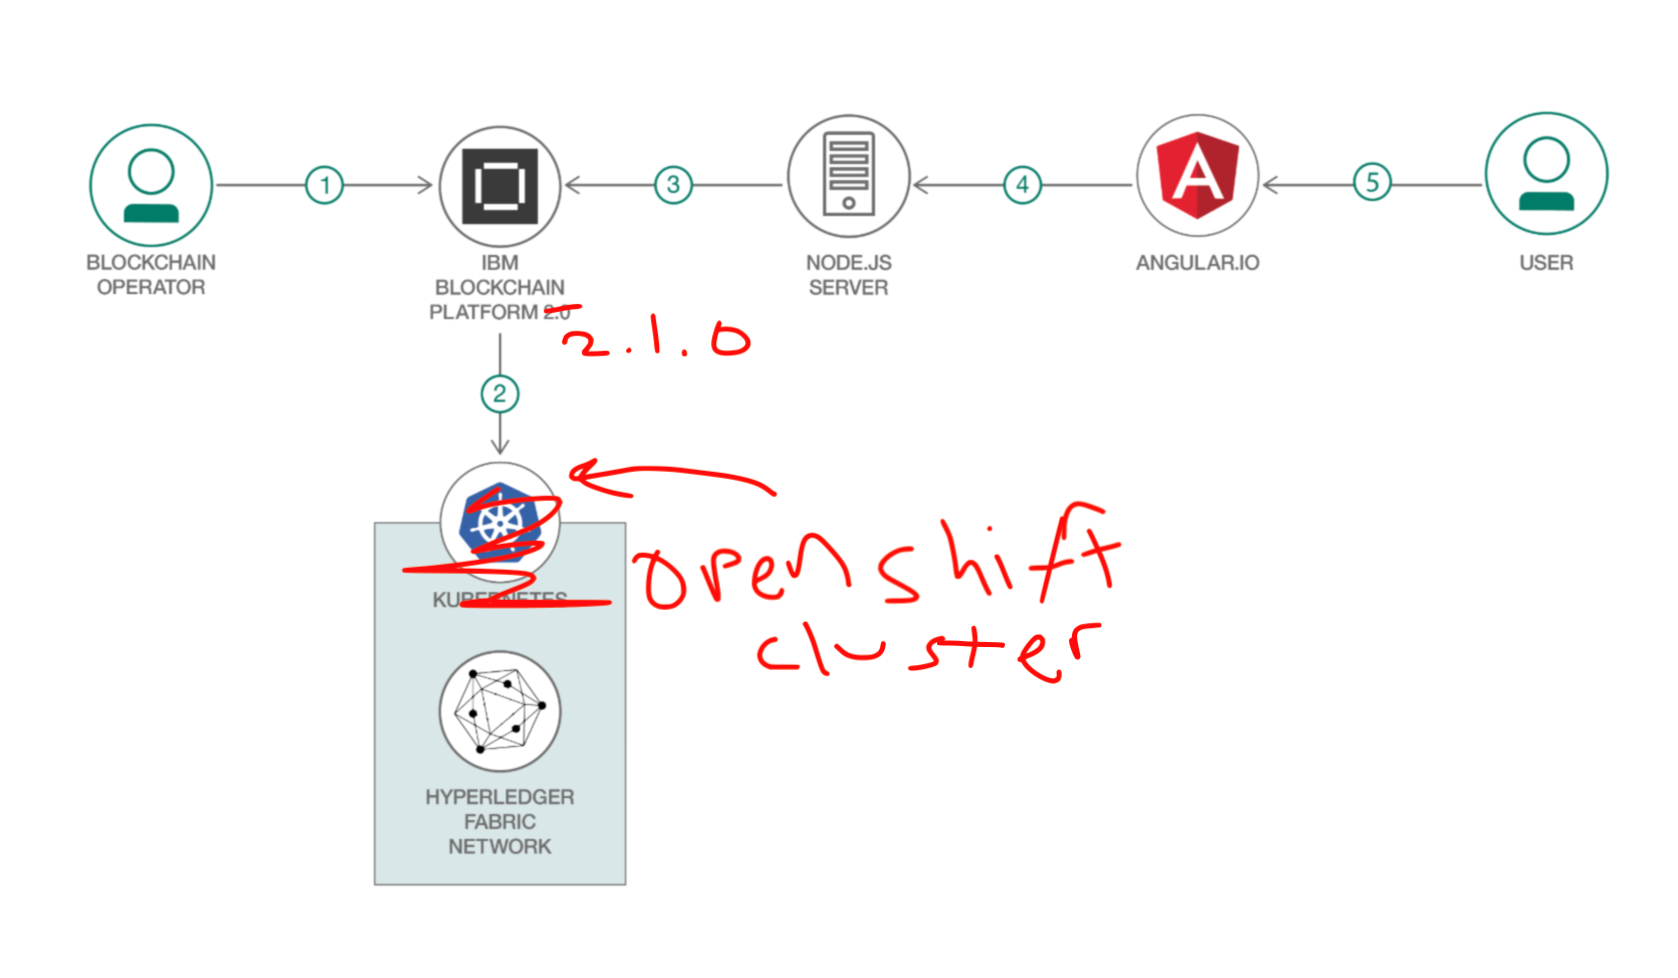 1
3
4
5
BLOCKCHAIN
OPERATOR
IBM
BLOCKCHAIN
PLATFORM 2.0
NODE.JS
SERVER
ANGULAR.IO
USER
2.1.0
2
KUBERNETES
openshift
cluster
HYPERLEDGER
FABRIC
NETWORK